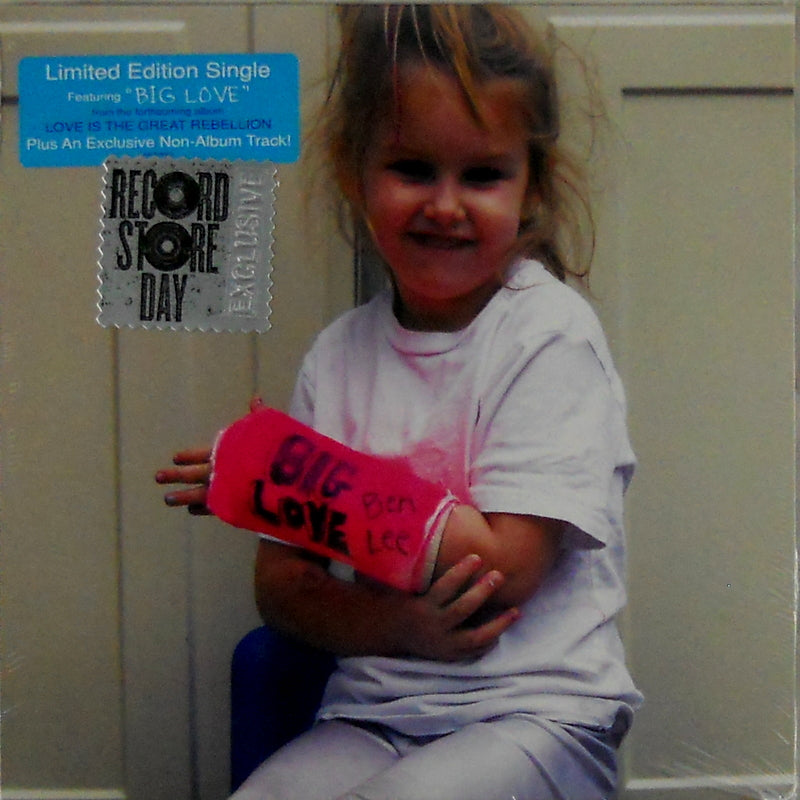 Limited Edition Single
Featuring "BIG LOVE"
from the forthcoming album
LOVE IS THE GREAT REBELLION
Plus An Exclusive Non-Album Track!
RECORD
STORE
DAY
EXCLUSIVE
BIG
LOVE
Ben
Lee